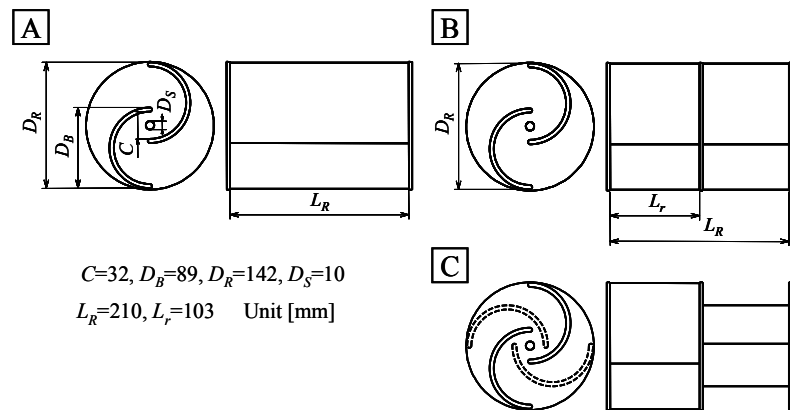 A
B
D_R
D_B
C
D_S
L_R
D_R
L_r
L_R
C
C=32, D_B=89, D_R=142, D_S=10
L_R=210, L_r=103 Unit [mm]